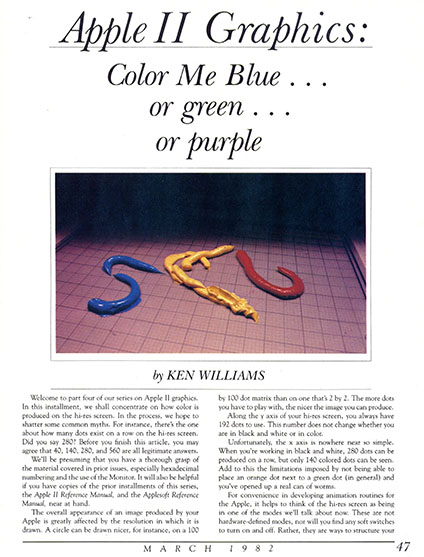 Apple II Graphics:
Color Me Blue . . .
or green . . .
or purple
by KEN WILLIAMS
Welcome to part four of our series on Apple II graphics.
In this installment, we shall concentrate on how color is
produced on the hi-res screen. In the process, we hope to
shatter some common myths. For instance, there's the one
about how many dots exist on a row on the hi-res screen.
Did you say 280? Before you finish this article, you may
agree that 40, 140, 280, and 560 are all legitimate answers.
We'll be presuming that you have a thorough grasp of
the material covered in prior issues, especially hexadecimal
numbering and the use of the Monitor. It will also be helpful
if you have copies of the prior installments of this series,
the Apple II Reference Manual, and the Applesoft Reference
Manual, near at hand.
The overall appearance of an image produced by your
Apple is greatly affected by the resolution in which it is
drawn. A circle can be drawn nicer, for instance, on a 100
by 100 dot matrix than on one that's 2 by 2. The more dots
you have to play with, the nicer the image you can produce.
Along the y axis of your hi-res screen, you always have
192 dots to use. This number does not change whether you
are in black and white or in color.
Unfortunately, the x axis is nowhere near so simple.
When you're working in black and white, 280 dots can be
produced on a row, but only 140 colored dots can be seen.
Add to this the limitations imposed by not being able to
place an orange dot next to a green dot (in general) and
you've opened up a real can of worms.
For convenience in developing animation routines for
the Apple, it helps to think of the hi-res screen as being
in one of the modes we'll talk about now. These are not
hardware-defined modes, nor will you find any soft switches
to turn on and off. Rather, they are ways to structure your
MARCH 1982
47